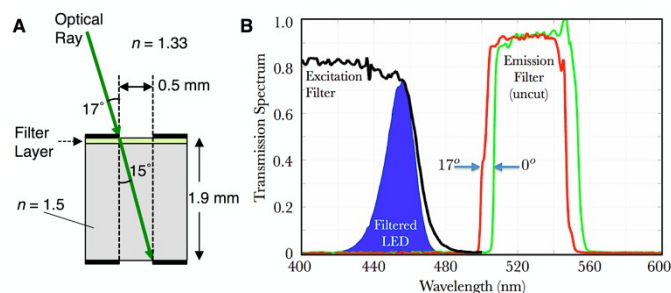 A
Optical
Ray
n = 1.33
0.5 mm
17°
Filter
Layer
15°
1.9 mm
n = 1.5
B
Transmission Spectrum
1.0
0.8
0.6
0.4
0.2
0
Excitation
Filter
Emission
Filter
(uncut)
17o
0o
Filtered
LED
400
440
480
520
560
600
Wavelength (nm)